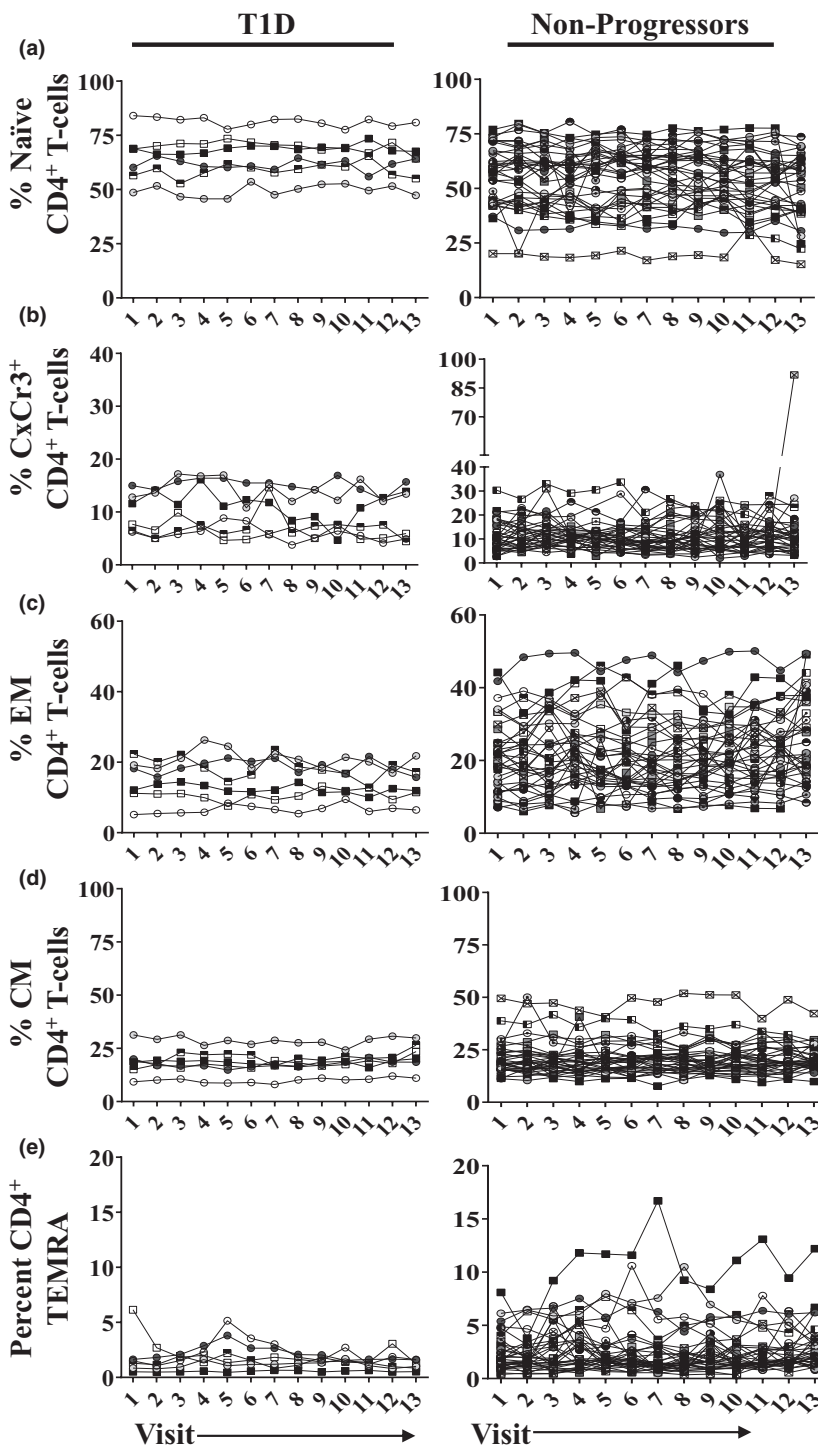 T1D Non-Progressors
(a)
% Naïve
CD4+ T-cells
100
75
50
25
0
1 2 3 4 5 6 7 8 9 10 11 12 13
100
75
50
25
0
1 2 3 4 5 6 7 8 9 10 11 12 13
(b)
% CxCr3+
CD4+ T-cells
40
30
20
10
0
1 2 3 4 5 6 7 8 9 10 11 12 13
100
85
70
40
30
20
10
0
1 2 3 4 5 6 7 8 9 10 11 12 13
(c)
% EM
CD4+ T-cells
60
40
20
0
1 2 3 4 5 6 7 8 9 10 11 12 13
60
40
20
0
1 2 3 4 5 6 7 8 9 10 11 12 13
(d)
% CM
CD4+ T-cells
100
75
50
25
0
1 2 3 4 5 6 7 8 9 10 11 12 13
100
75
50
25
0
1 2 3 4 5 6 7 8 9 10 11 12 13
(e)
Percent CD4+
TEMRA
20
15
10
5
0
1 2 3 4 5 6 7 8 9 10 11 12 13
20
15
10
5
0
1 2 3 4 5 6 7 8 9 10 11 12 13
Visit Visit